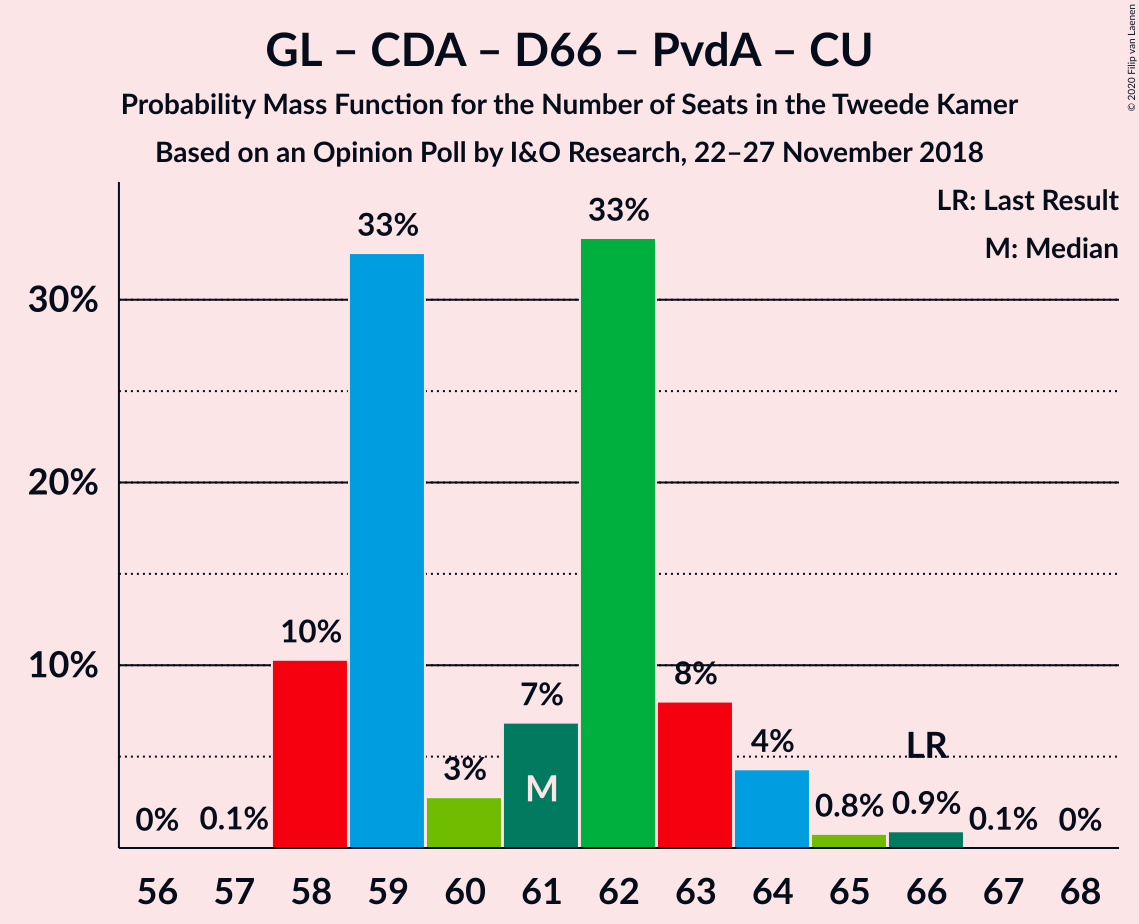 GL – CDA – D66 – PvdA – CU
Probability Mass Function for the Number of Seats in the Tweede Kamer
Based on an Opinion Poll by I&O Research, 22–27 November 2018
© 2020 Filip van Laenen
LR: Last Result
M: Median
33%
33%
30%
20%
10%
10%
8%
7%
4%
LR
3%
M
0%
0.1%
0.8%
0.9%
0.1%
0%
56 57 58 59 60 61 62 63 64 65 66 67 68